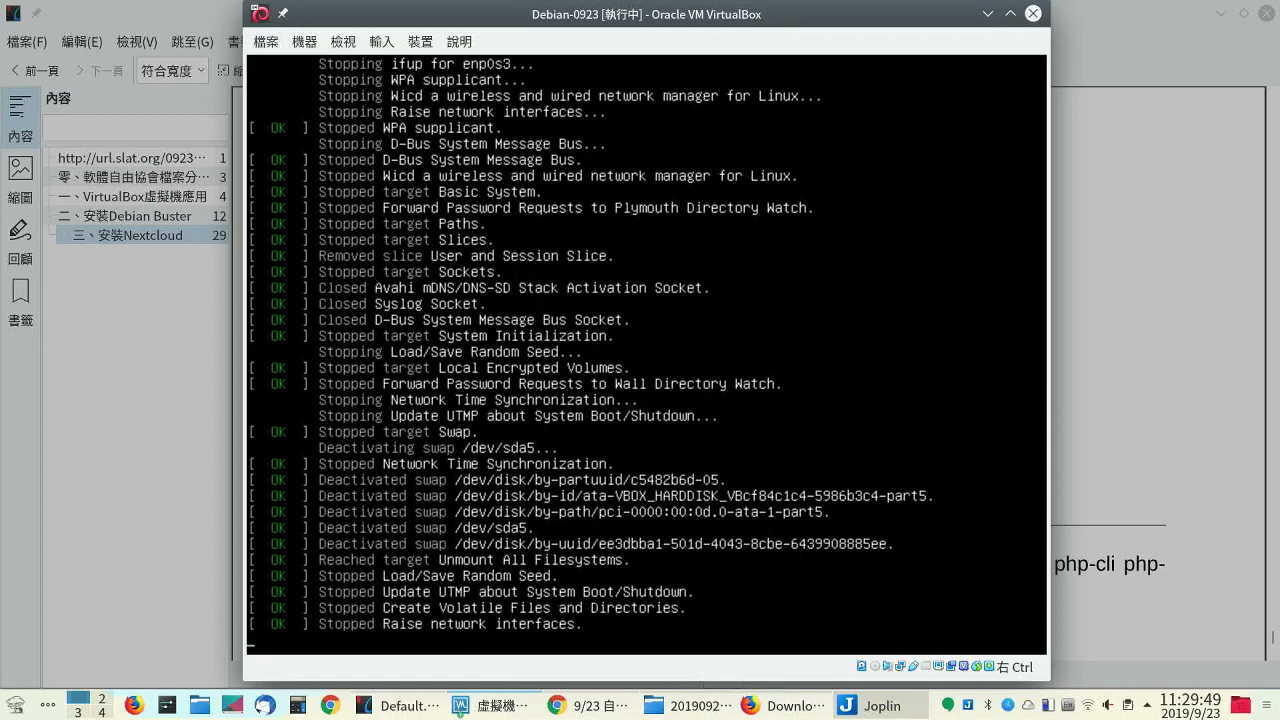 Debian-0923 [執行中] - Oracle VM VirtualBox
檔案(F) 編輯(E) 檢視(V) 跳至(G)
檔案 機器 檢視 輸入 裝置 說明
前一頁 下一頁 符合寬度
內容
內容
縮圖
回顧
書籤
http://url.slat.org/0923… 1
零、軟體自由協會檔案分… 3
一、VirtualBox虛擬機應用 4
二、安裝Debian Buster 12
三、安裝Nextcloud 29
Stopping ifup for enp0s3...
Stopping WPA supplicant...
Stopping Wicd a wireless and wired network manager for Linux...
Stopping Raise network interfaces...
[ OK ] Stopped WPA supplicant.
Stopping D-Bus System Message Bus...
[ OK ] Stopped D-Bus System Message Bus.
[ OK ] Stopped Wicd a wireless and wired network manager for Linux.
[ OK ] Stopped target Basic System.
[ OK ] Stopped Forward Password Requests to Plymouth Directory Watch.
[ OK ] Stopped target Paths.
[ OK ] Stopped target Slices.
[ OK ] Removed slice User and Session Slice.
[ OK ] Stopped target Sockets.
[ OK ] Closed Avahi mDNS/DNS-SD Stack Activation Socket.
[ OK ] Closed Syslog Socket.
[ OK ] Closed D-Bus System Message Bus Socket.
[ OK ] Stopped target System Initialization.
Stopping Load/Save Random Seed...
[ OK ] Stopped target Local Encrypted Volumes.
[ OK ] Stopped Forward Password Requests to Wall Directory Watch.
Stopping Network Time Synchronization...
Stopping Update UTMP about System Boot/Shutdown...
[ OK ] Stopped target Swap.
Deactivating swap /dev/sda5...
[ OK ] Stopped Network Time Synchronization.
[ OK ] Deactivated swap /dev/disk/by-partuuid/c5482b6d-05.
[ OK ] Deactivated swap /dev/disk/by-id/ata-VBOX_HARDDISK_VBcf84c1c4-5986b3c4-part5.
[ OK ] Deactivated swap /dev/disk/by-path/pci-0000:00:0d.0-ata-1-part5.
[ OK ] Deactivated swap /dev/sda5.
[ OK ] Deactivated swap /dev/disk/by-uuid/ee3dbba1-501d-4043-8cbe-6439908885ee.
[ OK ] Reached target Unmount All Filesystems.
[ OK ] Stopped Load/Save Random Seed.
[ OK ] Stopped Update UTMP about System Boot/Shutdown.
[ OK ] Stopped Create Volatile Files and Directories.
[ OK ] Stopped Raise network interfaces.
php-cli php-
右 Ctrl
2
3 4
Default.… 虛擬機… 9/23 自… 2019092… Downlo… Joplin
11:29:49
2019/9/23